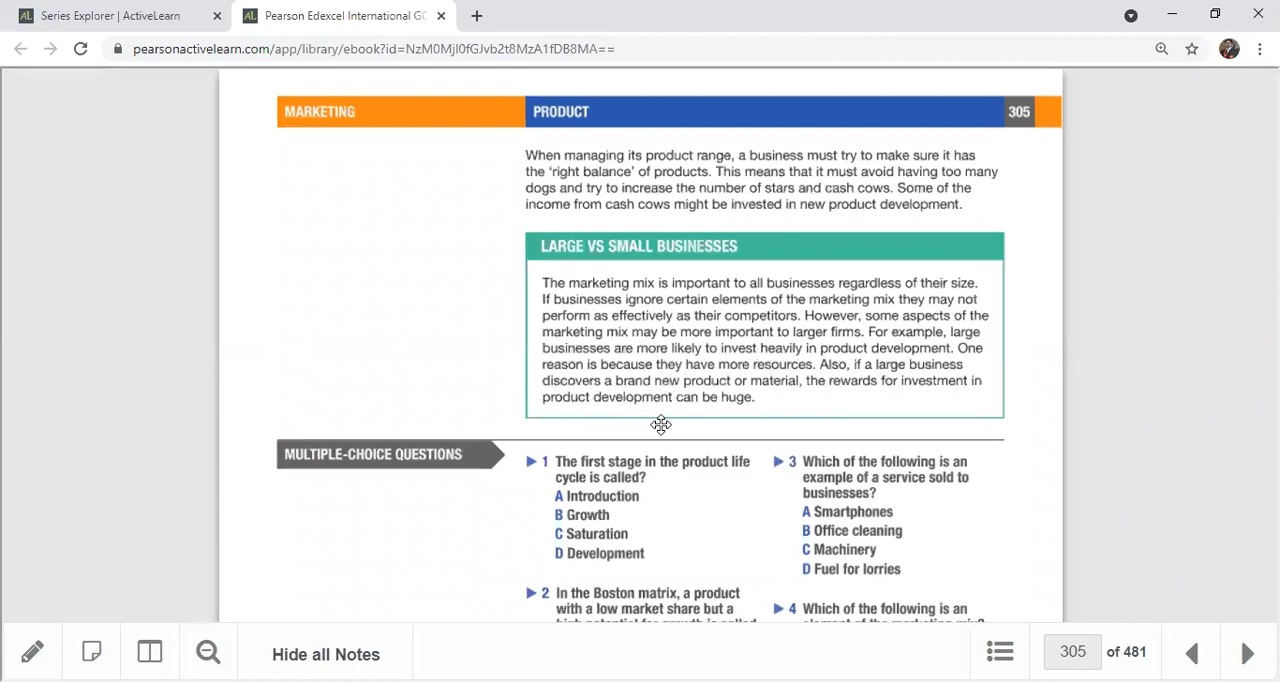 Series Explorer | ActiveLearn
Pearson Edexcel International GC
pearsonactivelearn.com/app/library/ebook?id=NzM0MjI0fGJvb2t8MzA1fDB8MA==
MARKETING
PRODUCT
305
When managing its product range, a business must try to make sure it has
the ‘right balance’ of products. This means that it must avoid having too many
dogs and try to increase the number of stars and cash cows. Some of the
income from cash cows might be invested in new product development.
LARGE VS SMALL BUSINESSES
The marketing mix is important to all businesses regardless of their size.
If businesses ignore certain elements of the marketing mix they may not
perform as effectively as their competitors. However, some aspects of the
marketing mix may be more important to larger firms. For example, large
businesses are more likely to invest heavily in product development. One
reason is because they have more resources. Also, if a large business
discovers a brand new product or material, the rewards for investment in
product development can be huge.
MULTIPLE-CHOICE QUESTIONS
1 The first stage in the product life
cycle is called?
A Introduction
B Growth
C Saturation
D Development
2 In the Boston matrix, a product
with a low market share but a
high potential for growth is called
3 Which of the following is an
example of a service sold to
businesses?
A Smartphones
B Office cleaning
C Machinery
D Fuel for lorries
4 Which of the following is an
element of the marketing mix?
Hide all Notes
305
of 481